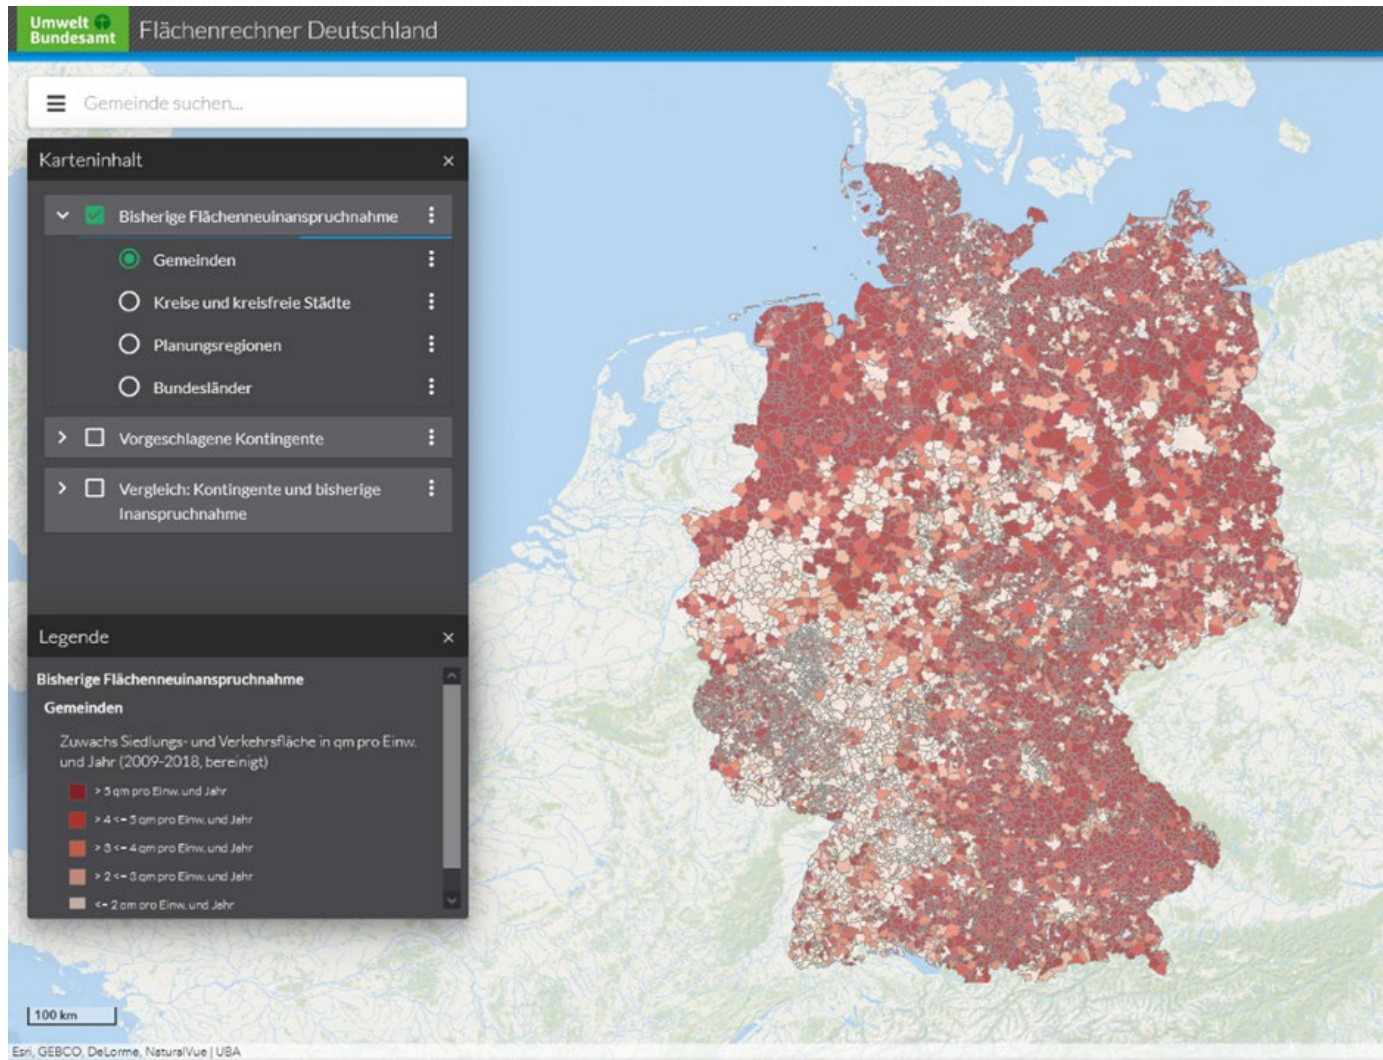 Umwelt
Bundesamt
Flächenrechner Deutschland
Gemeinde suchen...
Karteninhalt
Bisherige Flächenneuinanspruchnahme
Gemeinden
Kreise und kreisfreie Städte
Planungsregionen
Bundesländer
Vorgeschlagene Kontingente
Vergleich: Kontingente und bisherige
Inanspruchnahme
Legende
Bisherige Flächenneuinanspruchnahme
Gemeinden
Zuwachs Siedlungs- und Verkehrsfläche in qm pro Einw.
und Jahr (2009-2018, bereinigt)
> 5 qm pro Einw. und Jahr
> 4 <= 5 qm pro Einw. und Jahr
> 3 <= 4 qm pro Einw. und Jahr
> 2 <= 3 qm pro Einw. und Jahr
<= 2 qm pro Einw. und Jahr
100 km
Esri, GEBCO, DeLorme, NaturalVue | UBA